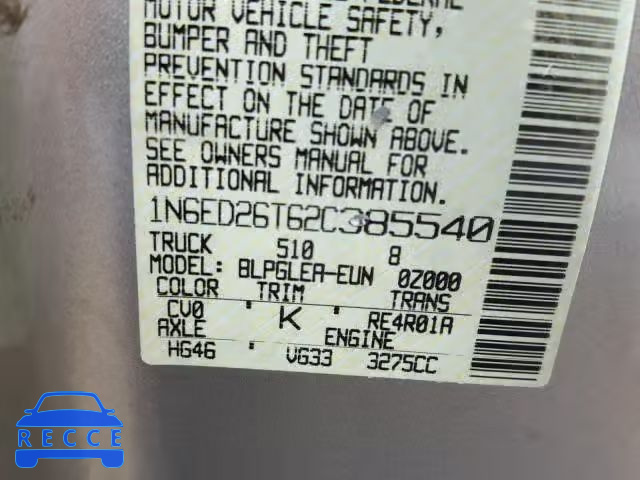 FEDERAL
MOTOR VEHICLE SAFETY,
BUMPER AND THEFT
PREVENTION STANDARDS IN
EFFECT ON THE DATE OF
MANUFACTURE SHOWN ABOVE.
SEE OWNERS MANUAL FOR
ADDITIONAL INFORMATION.
1N6ED26T62C385540
TRUCK 510 8
MODEL: BLPGLEA-EUN 0Z000
COLOR TRIM TRANS
CV0 ' K ' RE4R01A
AXLE ENGINE
HG46 ' VG33 3275CC
RECCE